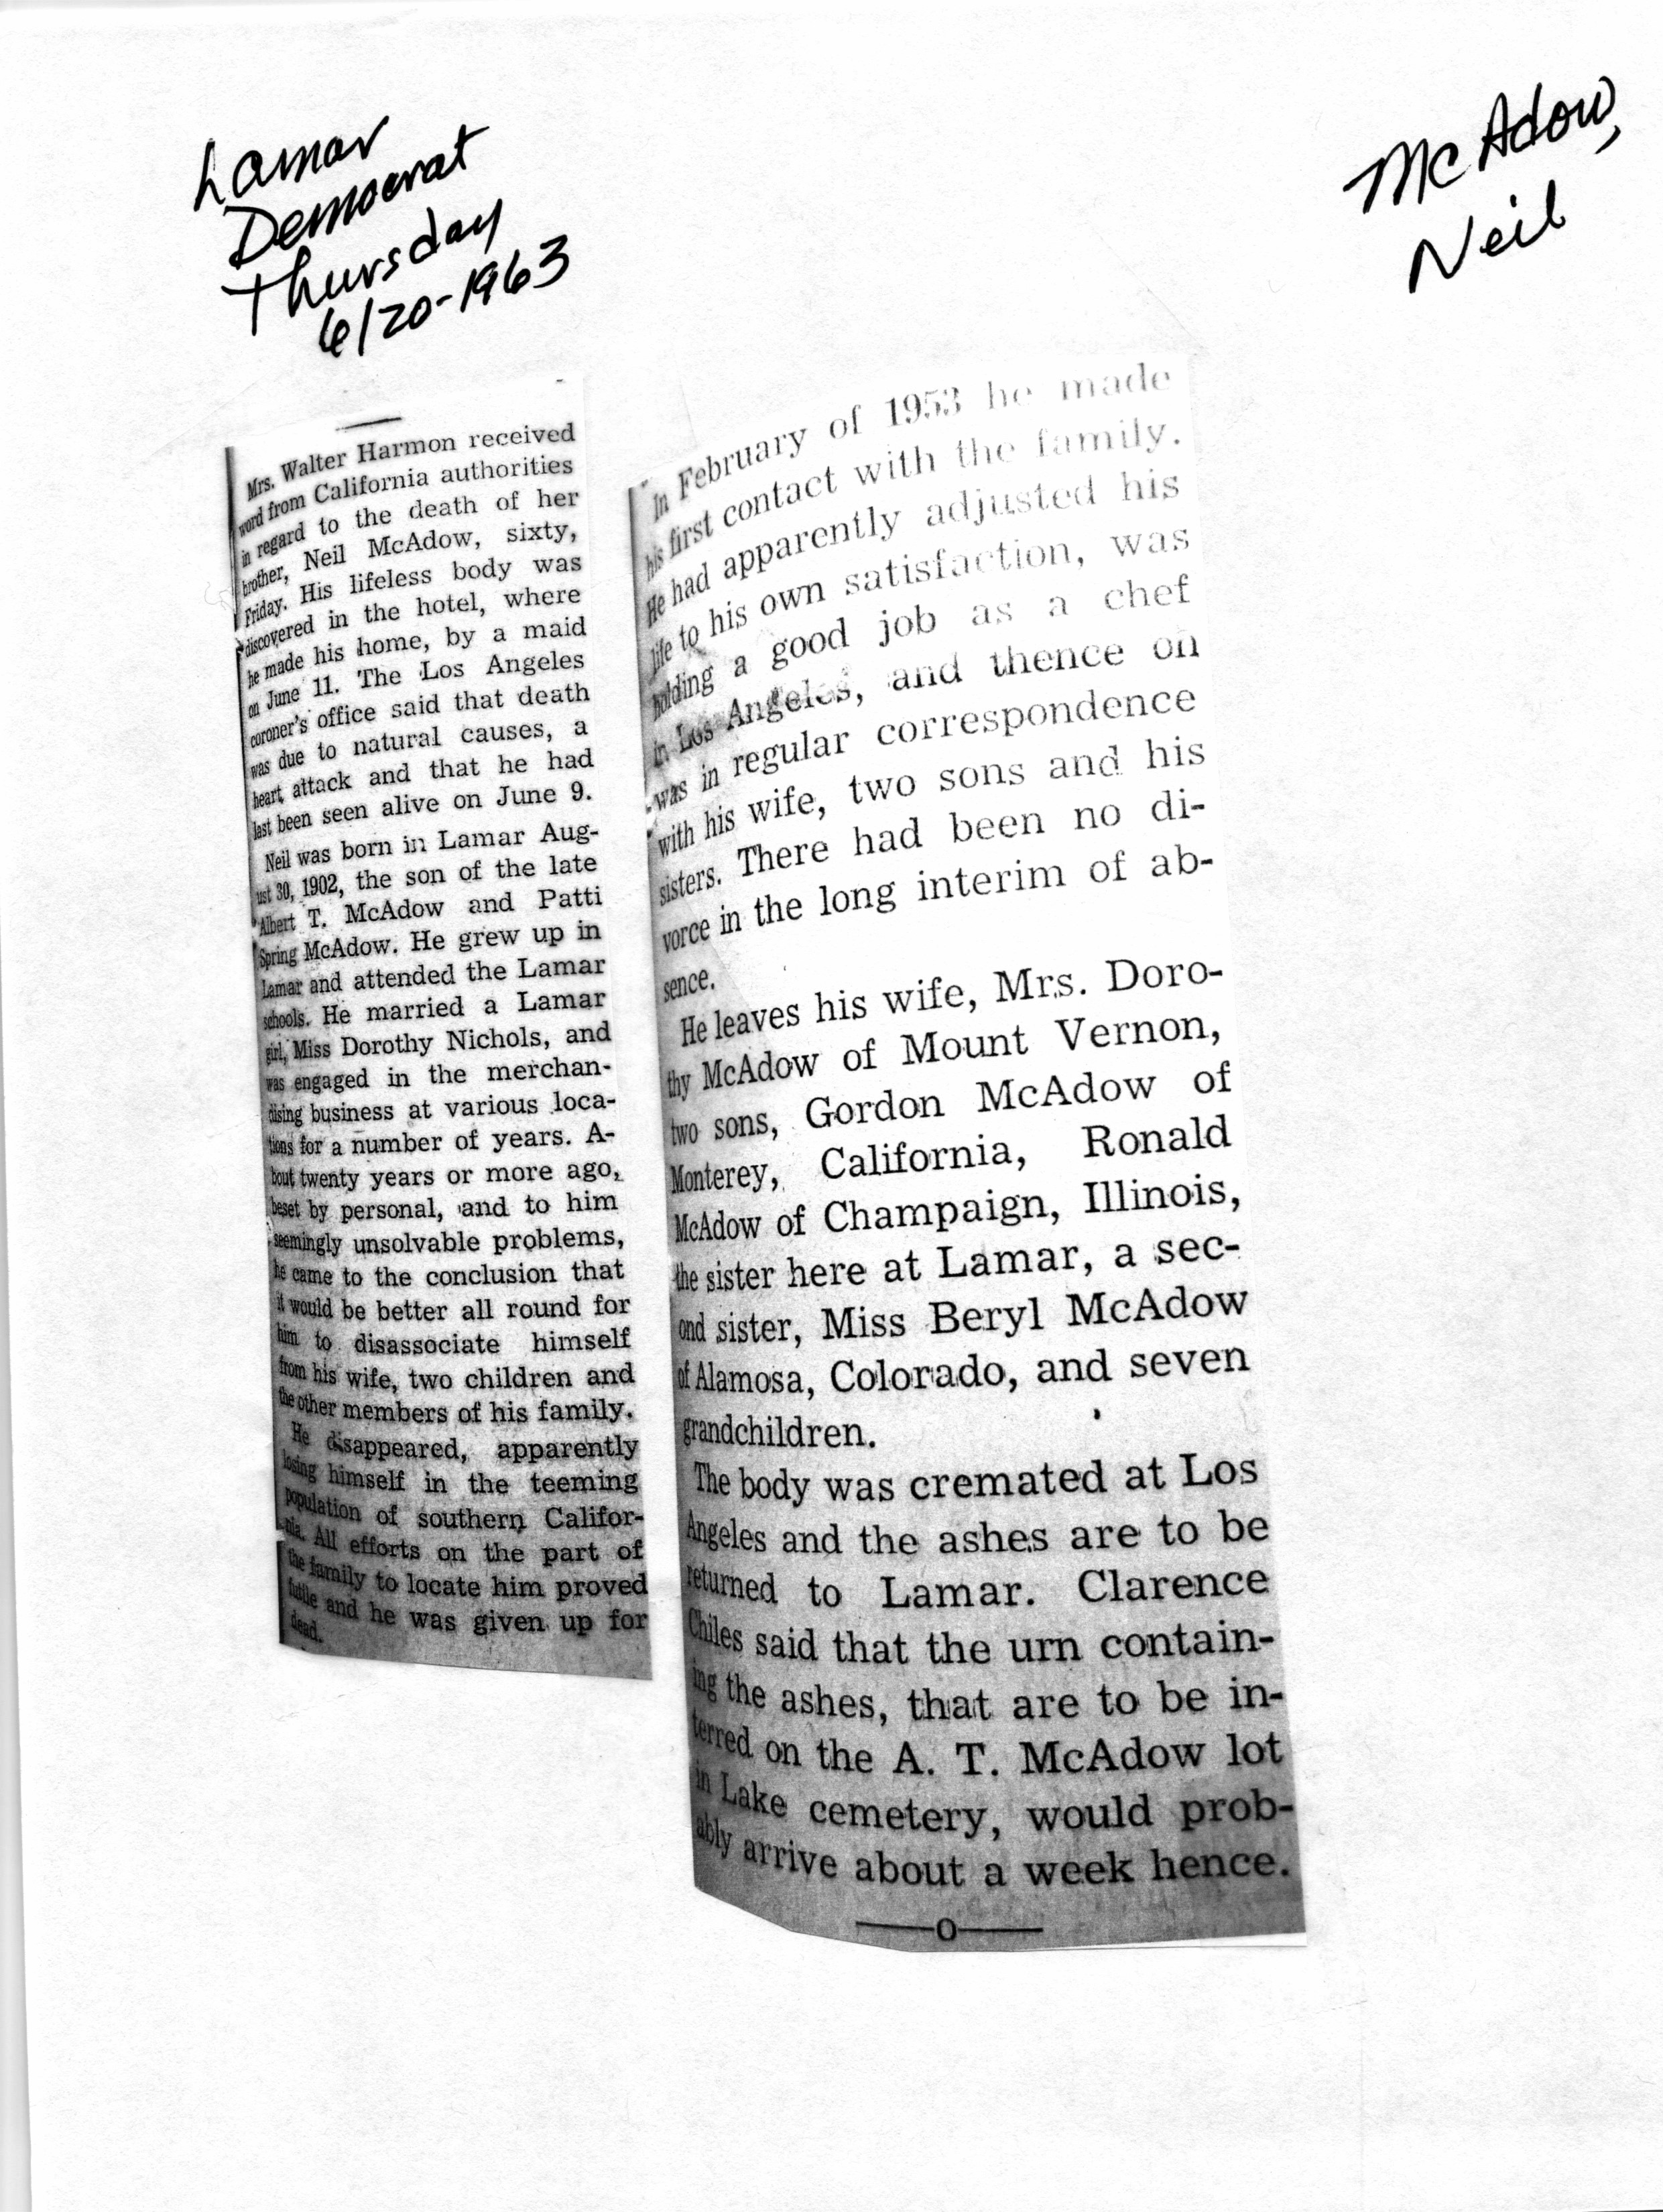 Lamar
Democrat
Thursday
6/20-1963
McAdow,
Neil
Mrs. Walter Harmon received
word from California authorities
in regard to the death of her
brother, Neil McAdow, sixty,
Friday. His lifeless body was
discovered in the hotel, where
he made his home, by a maid
on June 11. The Los Angeles
coroner's office said that death
was due to natural causes, a
heart attack and that he had
last been seen alive on June 9.
Neil was born in Lamar Aug-
ust 30, 1902, the son of the late
Albert T. McAdow and Patti
Spring McAdow. He grew up in
Lamar and attended the Lamar
schools. He married a Lamar
girl, Miss Dorothy Nichols, and
was engaged in the merchan-
dising business at various loca-
tions for a number of years. A-
bout twenty years or more ago,
beset by personal, and to him
seemingly unsolvable problems,
he came to the conclusion that
it would be better all round for
him to disassociate himself
from his wife, two children and
the other members of his family.
He disappeared, apparently
losing himself in the teeming
population of southern Califor-
nia. All efforts on the part of
the family to locate him proved
futile and he was given up for
dead.
In February of 1953 he made
his first contact with the family.
He had apparently adjusted his
life to his own satisfaction, was
holding a good job as a chef
in Los Angeles, and thence on
was in regular correspondence
with his wife, two sons and his
sisters. There had been no di-
vorce in the long interim of ab-
sence.
He leaves his wife, Mrs. Doro-
thy McAdow of Mount Vernon,
two sons, Gordon McAdow of
Monterey, California, Ronald
McAdow of Champaign, Illinois,
the sister here at Lamar, a sec-
ond sister, Miss Beryl McAdow
of Alamosa, Colorado, and seven
grandchildren.
The body was cremated at Los
Angeles and the ashes are to be
returned to Lamar. Clarence
Chiles said that the urn contain-
ing the ashes, that are to be in-
terred on the A. T. McAdow lot
in Lake cemetery, would prob-
ably arrive about a week hence.
——O——